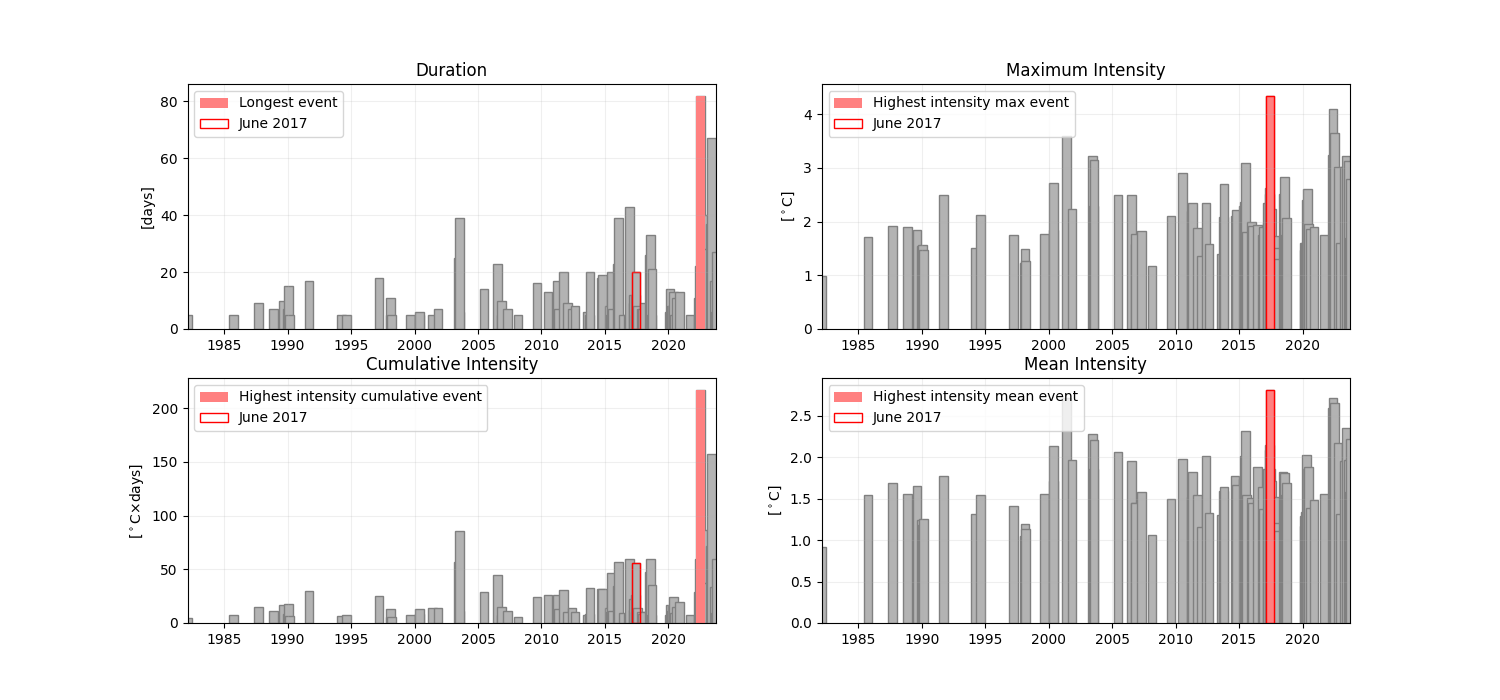 Duration
Longest event
June 2017
[days]
80
60
40
20
0
1985 1990 1995 2000 2005 2010 2015 2020
Maximum Intensity
Highest intensity max event
June 2017
[°C]
4
3
2
1
0
1985 1990 1995 2000 2005 2010 2015 2020
Cumulative Intensity
Highest intensity cumulative event
June 2017
[°C×days]
200
150
100
50
0
1985 1990 1995 2000 2005 2010 2015 2020
Mean Intensity
Highest intensity mean event
June 2017
[°C]
2.5
2.0
1.5
1.0
0.5
0.0
1985 1990 1995 2000 2005 2010 2015 2020